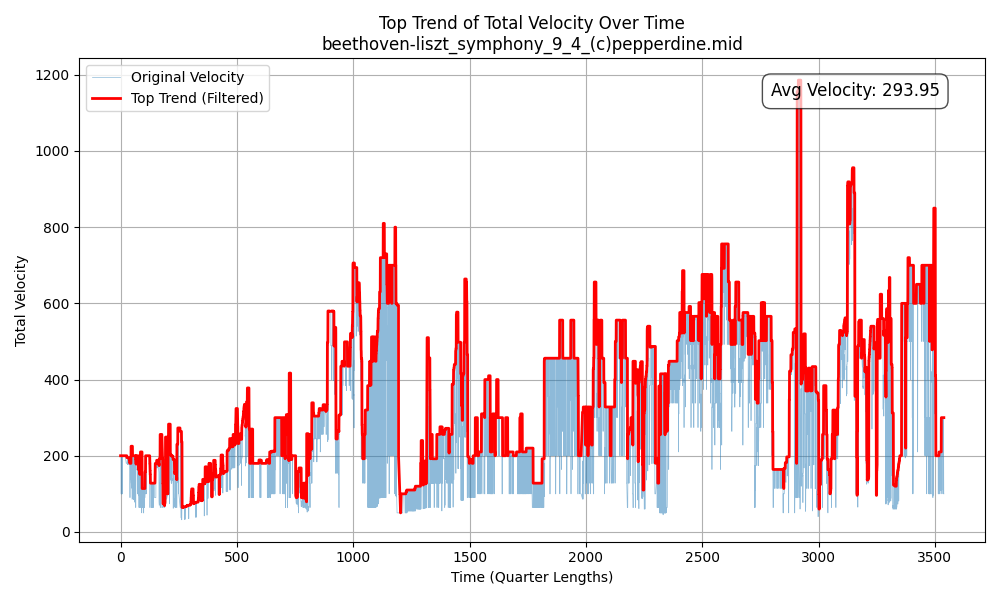 Top Trend of Total Velocity Over Time
beethoven-liszt_symphony_9_4_(c)pepperdine.mid
Original Velocity
Top Trend (Filtered)
Avg Velocity: 293.95
Total Velocity
1200
1000
800
600
400
200
0
0 500 1000 1500 2000 2500 3000 3500
Time (Quarter Lengths)